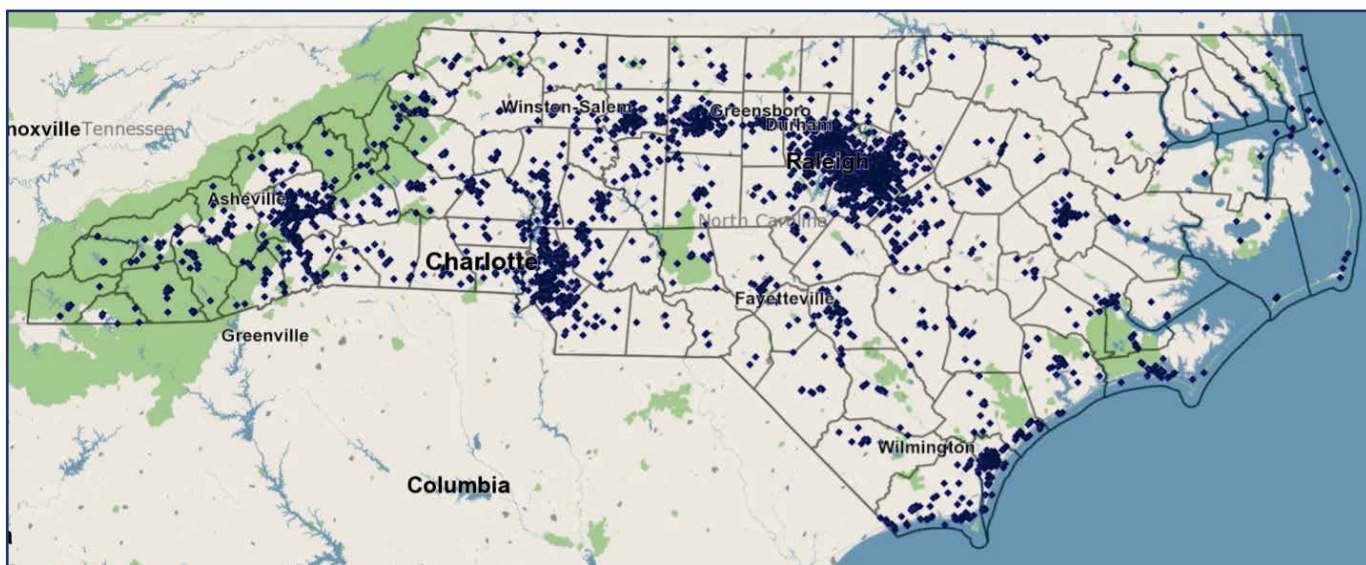 Winston-Salem
Greensboro
noxville Tennessee
Durham
Raleigh
Asheville
North Carolina
Charlotte
Fayetteville
Greenville
Wilmington
Columbia